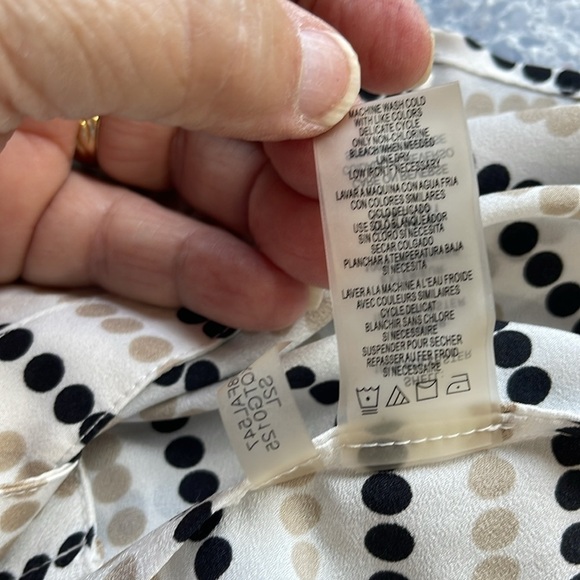 MACHINE WASH COLD
WITH LIKE COLORS
DELICATE CYCLE
ONLY NON-CHLORINE
BLEACH WHEN NEEDED
LINE DRY
LOW IRON IF NECESSARY
LAVAR A MAQUINA CON AGUA FRIA
CON COLORES SIMILARES
CICLO DELICADO
USE SOLO BLANQUEADOR
SIN CLORO SI NECESITA
SECAR COLGADO
PLANCHAR A TEMPERATURA BAJA
SI NECESITA
LAVER A LA MACHINE A L'EAU FROIDE
AVEC COULEURS SIMILAIRES
CYCLE DELICAT
BLANCHIR SANS CHLORE
SI NECESSAIRE
SUSPENDER POUR SECHER
REPASSER AU FER FROID
SI NECESSAIRE